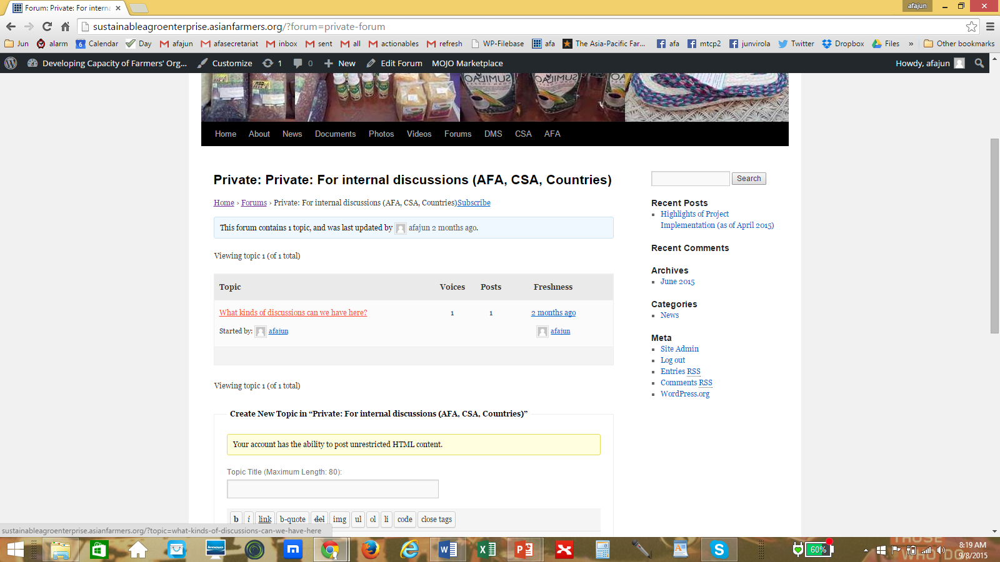 Forum: Private: For interna
afajun
sustainableagroenterprise.asianfarmers.org/?forum=private-forum
Jun alarm 6 Calendar Day afajun afasecretariat inbox sent all actionables refresh WP-Filebase afa The Asia-Pacific Far... afa mtcp2 junvirola Twitter Dropbox Files » Other bookmarks
Developing Capacity of Farmers' Org... Customize 1 0 New Edit Forum MOJO Marketplace Howdy, afajun
SUMILAO
Home About News Documents Photos Videos Forums DMS CSA AFA
Private: Private: For internal discussions (AFA, CSA, Countries)
Search
Home › Forums › Private: For internal discussions (AFA, CSA, Countries)Subscribe
This forum contains 1 topic, and was last updated by afajun 2 months ago.
Viewing topic 1 (of 1 total)
Topic Voices Posts Freshness
What kinds of discussions can we have here? 1 1 2 months ago
Started by: afajun afajun
Viewing topic 1 (of 1 total)
Create New Topic in “Private: For internal discussions (AFA, CSA, Countries)”
Your account has the ability to post unrestricted HTML content.
Topic Title (Maximum Length: 80):
b i link b-quote del img ul ol li code close tags
Recent Posts
Highlights of Project
Implementation (as of April 2015)
Recent Comments
Archives
June 2015
Categories
News
Meta
Site Admin
Log out
Entries RSS
Comments RSS
WordPress.org
sustainableagroenterprise.asianfarmers.org/?topic=what-kinds-of-discussions-can-we-have-here
lenovo
60%
THOSE
WHO DO
8:19 AM
9/8/2015